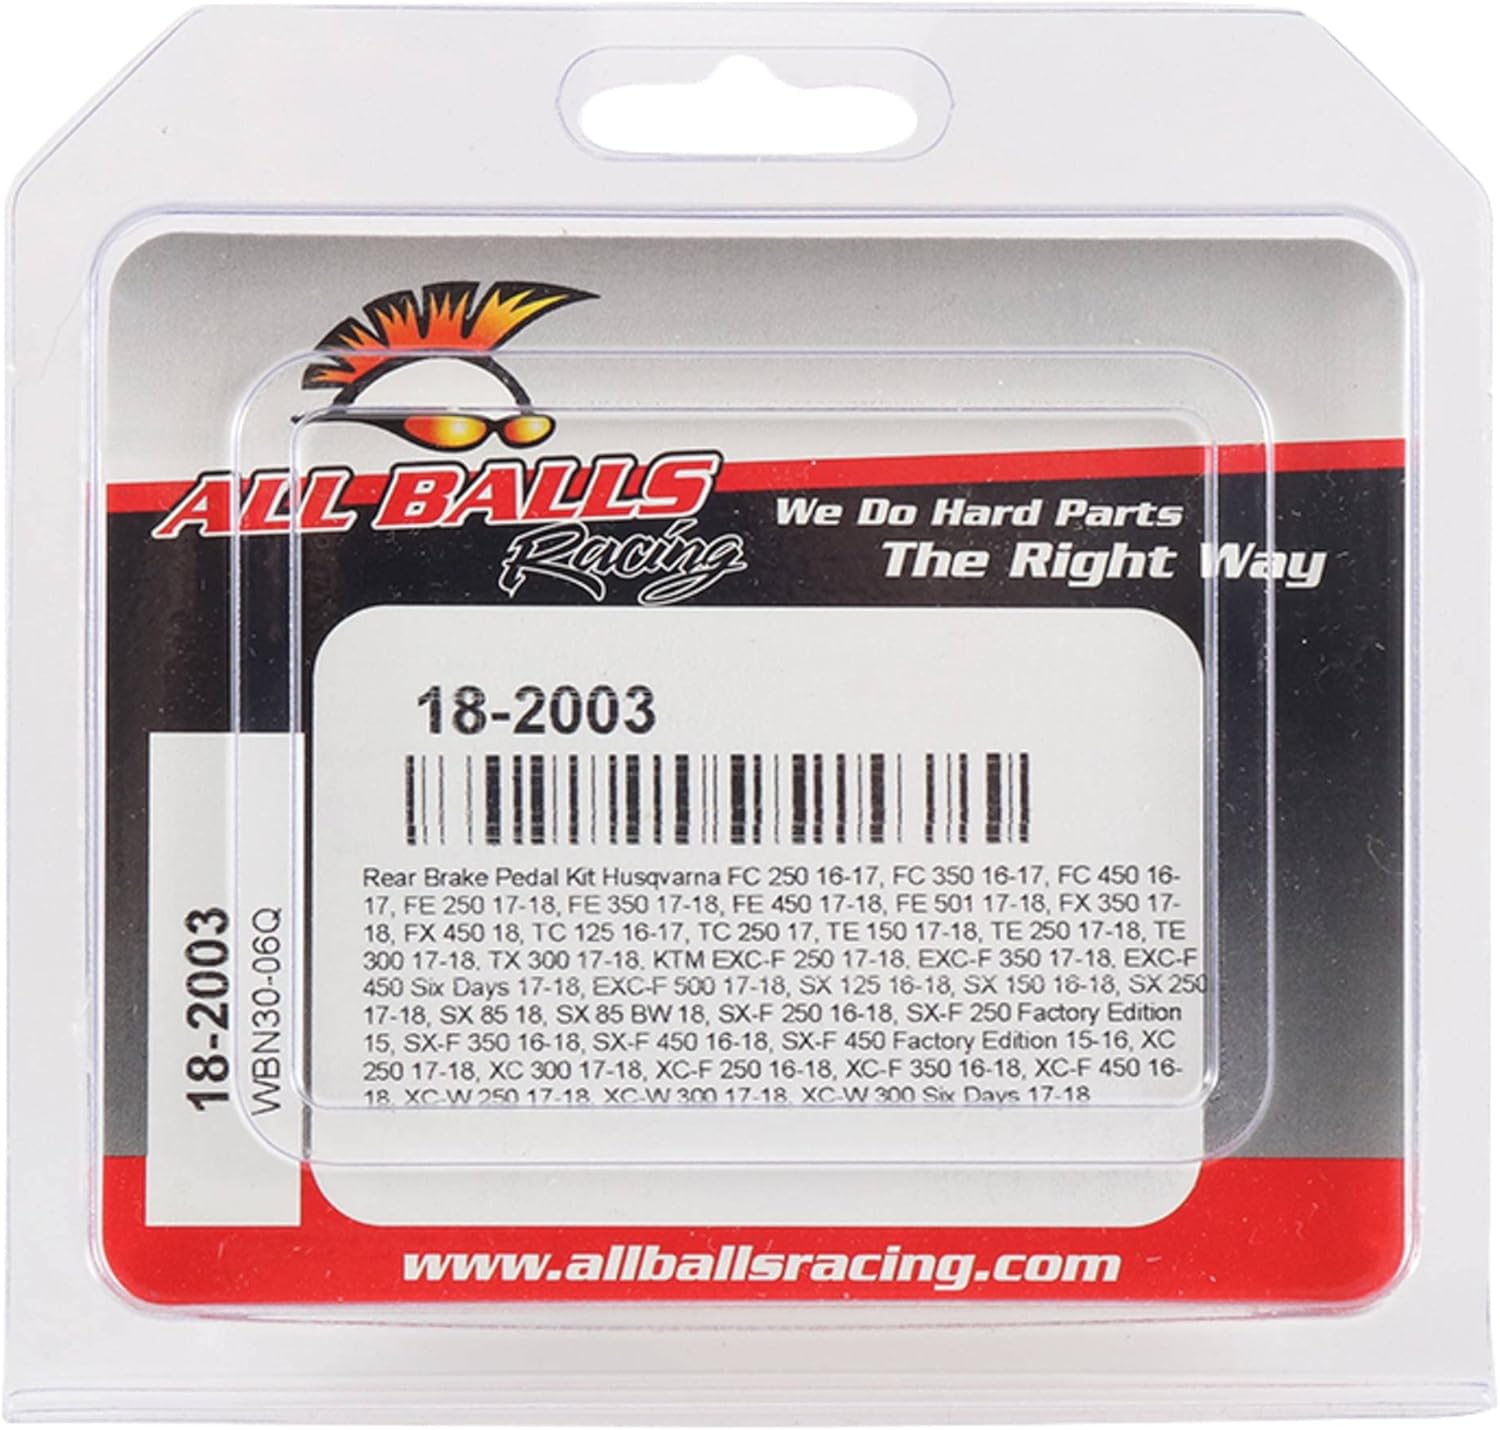 ALL BALLS
Racing
We Do Hard Parts
The Right Way
18-2003
Rear Brake Pedal Kit Husqvarna FC 250 16-17, FC 350 16-17, FC 450 16-
17, FE 250 17-18, FE 350 17-18, FE 450 17-18, FE 501 17-18, FX 350 17-
18, FX 450 18, TC 125 16-17, TC 250 17, TE 150 17-18, TE 250 17-18, TE
300 17-18, TX 300 17-18, KTM EXC-F 250 17-18, EXC-F 350 17-18, EXC-F
450 Six Days 17-18, EXC-F 500 17-18, SX 125 16-18, SX 150 16-18, SX 250
17-18, SX 85 18, SX 85 BW 18, SX-F 250 16-18, SX-F 250 Factory Edition
15, SX-F 350 16-18, SX-F 450 16-18, SX-F 450 Factory Edition 15-16, XC
250 17-18, XC 300 17-18, XC-F 250 16-18, XC-F 350 16-18, XC-F 450 16-
18, XC-W 250 17-18, XC-W 300 17-18, XC-W 300 Six Days 17-18
18-2003
WBN30-06Q
www.allballsracing.com